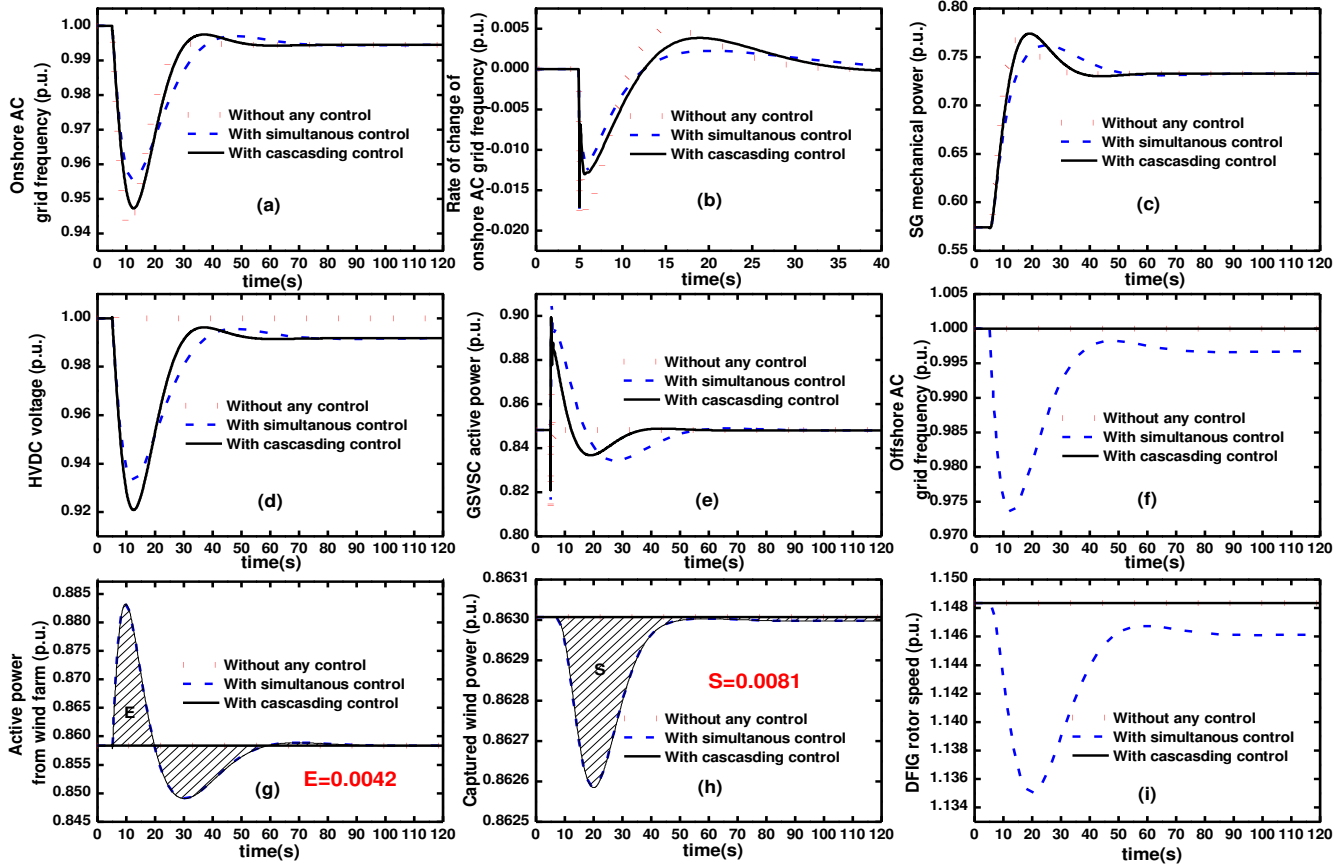 1.00
0.99
0.98
0.97
0.96
0.95
0.94
Onshore AC
grid frequency (p.u.)
Without any control
With simultanous control
With cascasding control
(a)
0 10 20 30 40 50 60 70 80 90 100 110 120
time(s)
0.005
0.000
-0.005
-0.010
-0.015
-0.020
Rate of change of
onshore AC grid frequency (p.u.)
Without any control
With simultanous control
With cascasding control
(b)
0 5 10 15 20 25 30 35 40
time(s)
0.80
0.75
0.70
0.65
0.60
0.55
SG mechanical power (p.u.)
Without any control
With simultanous control
With cascasding control
(c)
0 10 20 30 40 50 60 70 80 90 100 110 120
time(s)
1.00
0.98
0.96
0.94
0.92
HVDC voltage (p.u.)
Without any control
With simultanous control
With cascasding control
(d)
0 10 20 30 40 50 60 70 80 90 100 110 120
time(s)
0.90
0.88
0.86
0.84
0.82
0.80
GSVSC active power (p.u.)
Without any control
With simultanous control
With cascasding control
(e)
0 10 20 30 40 50 60 70 80 90 100 110 120
time(s)
1.005
1.000
0.995
0.990
0.985
0.980
0.975
0.970
Offshore AC
grid frequency (p.u.)
Without any control
With simultanous control
With cascasding control
(f)
0 10 20 30 40 50 60 70 80 90 100 110 120
time(s)
0.885
0.880
0.875
0.870
0.865
0.860
0.855
0.850
0.845
Active power
from wind farm (p.u.)
Without any control
With simultanous control
With cascasding control
E
(g)
E=0.0042
0 10 20 30 40 50 60 70 80 90 100 110 120
time(s)
0.8631
0.8630
0.8629
0.8628
0.8627
0.8626
0.8625
Captured wind power (p.u.)
S
S=0.0081
Without any control
With simultanous control
With cascasding control
(h)
0 10 20 30 40 50 60 70 80 90 100 110 120
time(s)
1.150
1.148
1.146
1.144
1.142
1.140
1.138
1.136
1.134
DFIG rotor speed (p.u.)
Without any control
With simultanous control
With cascasding control
(i)
0 10 20 30 40 50 60 70 80 90 100 110 120
time(s)